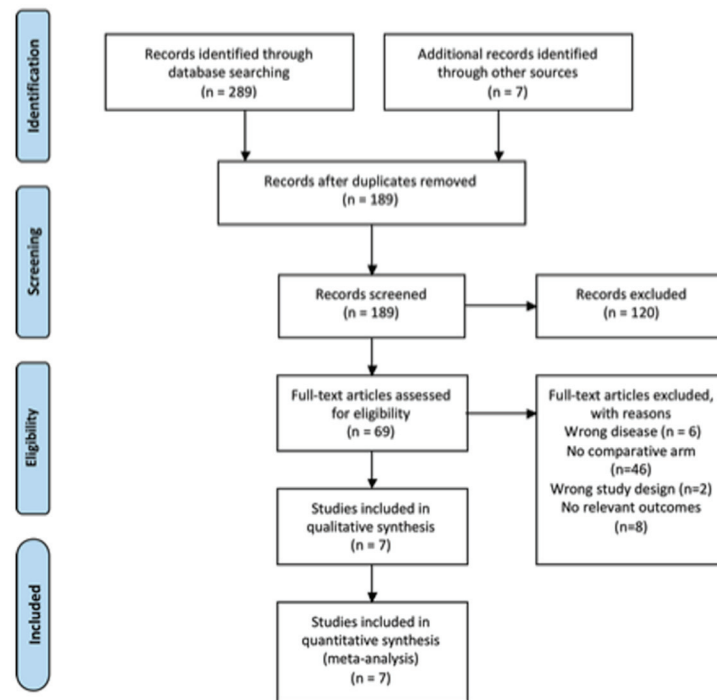 Identification
Records identified through
database searching
(n = 289)
Additional records identified
through other sources
(n = 7)
Records after duplicates removed
(n = 189)
Screening
Records screened
(n = 189)
Records excluded
(n = 120)
Eligibility
Full-text articles assessed
for eligibility
(n = 69)
Full-text articles excluded,
with reasons
Wrong disease (n = 6)
No comparative arm
(n=46)
Wrong study design (n=2)
No relevant outcomes
(n=8)
Studies included in
qualitative synthesis
(n = 7)
Included
Studies included in
quantitative synthesis
(meta-analysis)
(n = 7)